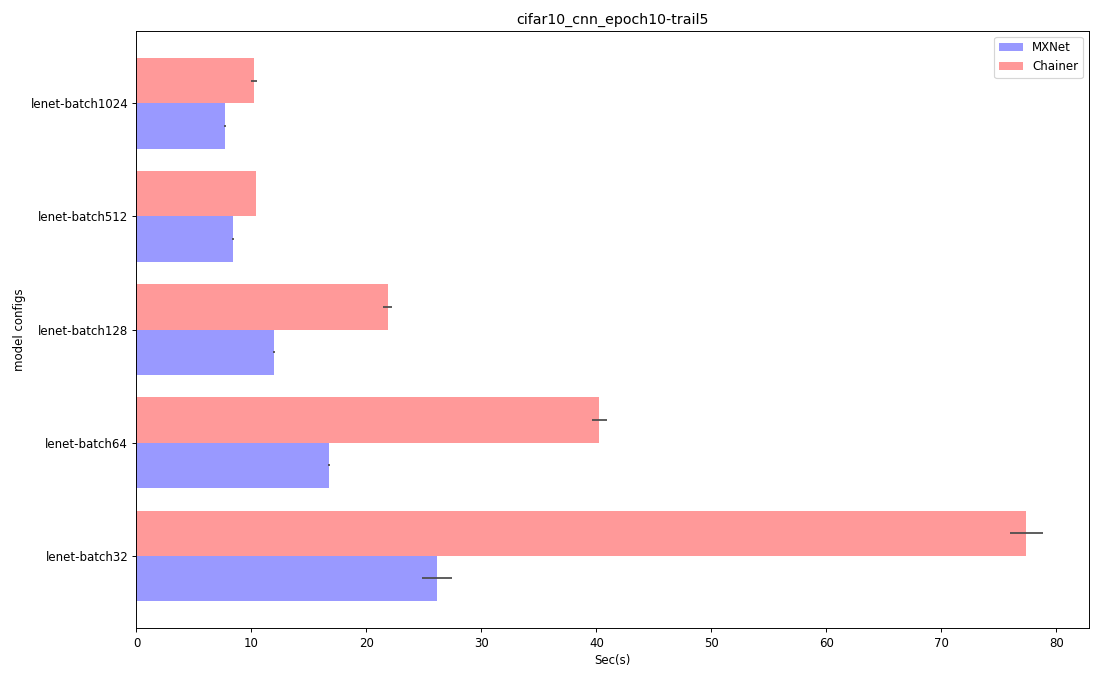 cifar10_cnn_epoch10-trail5
MXNet
Chainer
lenet-batch1024
lenet-batch512
lenet-batch128
lenet-batch64
lenet-batch32
model configs
0 10 20 30 40 50 60 70 80
Sec(s)